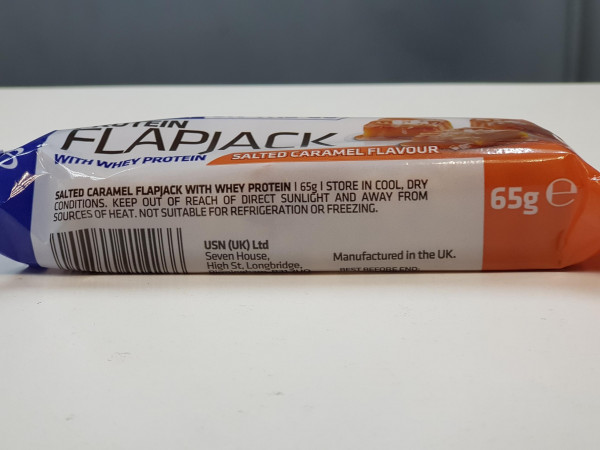 PROTEIN
FLAPJACK
WITH WHEY PROTEIN
SALTED CARAMEL FLAVOUR
SALTED CARAMEL FLAPJACK WITH WHEY PROTEIN | 65g | STORE IN COOL, DRY
CONDITIONS. KEEP OUT OF REACH OF DIRECT SUNLIGHT AND AWAY FROM
SOURCES OF HEAT. NOT SUITABLE FOR REFRIGERATION OR FREEZING.
65g e
USN (UK) Ltd
Seven House,
High St. Longbridge,
Manufactured in the UK.
BEST BEFORE END: